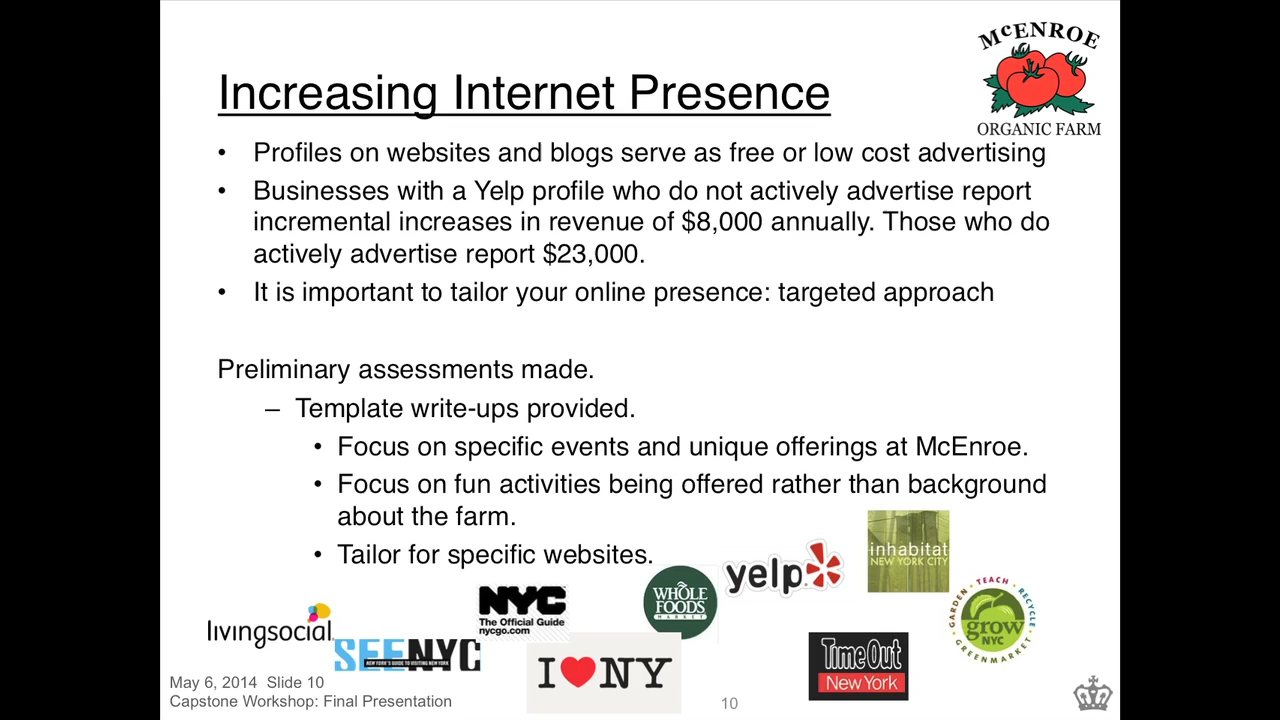 McENROE
ORGANIC FARM
Increasing Internet Presence
• Profiles on websites and blogs serve as free or low cost advertising
• Businesses with a Yelp profile who do not actively advertise report
incremental increases in revenue of $8,000 annually. Those who do
actively advertise report $23,000.
• It is important to tailor your online presence: targeted approach
Preliminary assessments made.
– Template write-ups provided.
• Focus on specific events and unique offerings at McEnroe.
• Focus on fun activities being offered rather than background
about the farm.
• Tailor for specific websites.
livingsocial
SEENYC
NEW YORK'S GUIDE TO VISITING NEW YORK
NYC
The Official Guide
nycgo.com
I NY
WHOLE
FOODS
MARKET
yelp
inhabitat
NEW YORK CITY
TimeOut
New York
GARDEN TEACH RECYCLE
grow
NYC
GREENMARKET
May 6, 2014 Slide 10
Capstone Workshop: Final Presentation
10